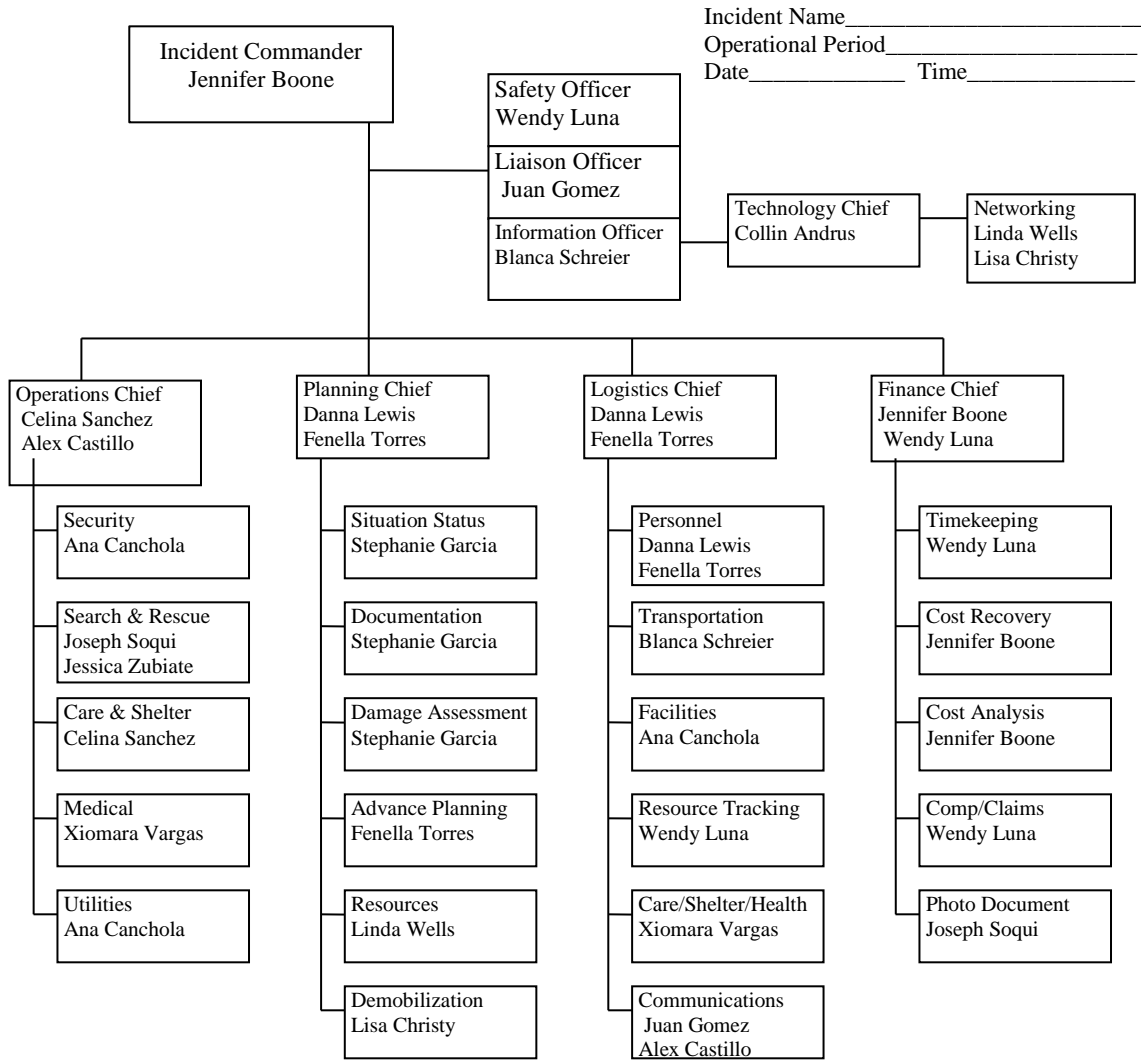 Incident Name_________________________
Operational Period_____________________
Date_____________ Time______________
Incident Commander
Jennifer Boone
Safety Officer
Wendy Luna
Liaison Officer
Juan Gomez
Information Officer
Blanca Schreier
Technology Chief
Collin Andrus
Networking
Linda Wells
Lisa Christy
Operations Chief
Celina Sanchez
Alex Castillo
Security
Ana Canchola
Search & Rescue
Joseph Soqui
Jessica Zubiate
Care & Shelter
Celina Sanchez
Medical
Xiomara Vargas
Utilities
Ana Canchola
Planning Chief
Danna Lewis
Fenella Torres
Situation Status
Stephanie Garcia
Documentation
Stephanie Garcia
Damage Assessment
Stephanie Garcia
Advance Planning
Fenella Torres
Resources
Linda Wells
Demobilization
Lisa Christy
Logistics Chief
Danna Lewis
Fenella Torres
Personnel
Danna Lewis
Fenella Torres
Transportation
Blanca Schreier
Facilities
Ana Canchola
Resource Tracking
Wendy Luna
Care/Shelter/Health
Xiomara Vargas
Communications
Juan Gomez
Alex Castillo
Finance Chief
Jennifer Boone
Wendy Luna
Timekeeping
Wendy Luna
Cost Recovery
Jennifer Boone
Cost Analysis
Jennifer Boone
Comp/Claims
Wendy Luna
Photo Document
Joseph Soqui